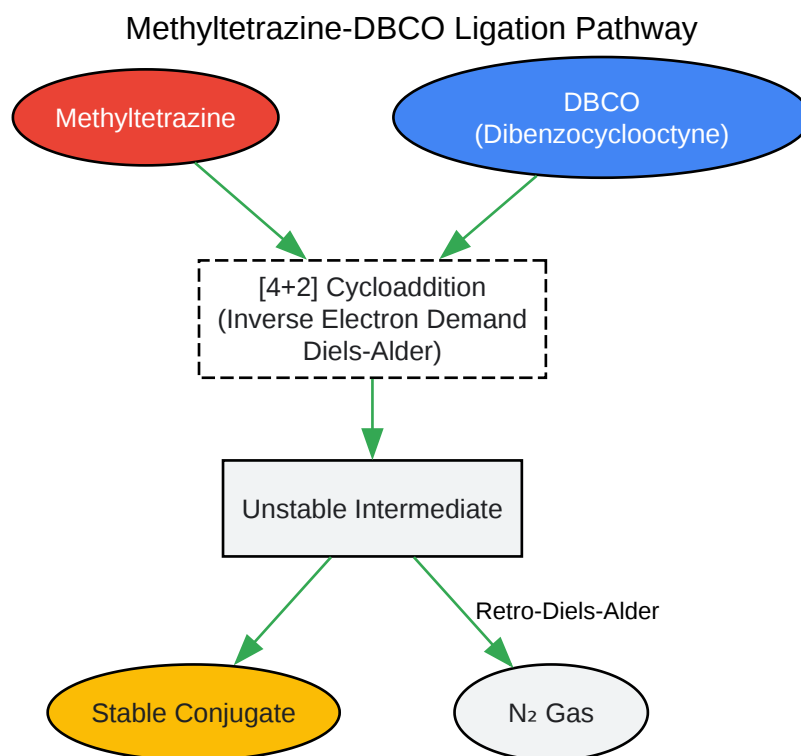 Methyltetrazine-DBCO Ligation Pathway
Methyltetrazine
DBCO
(Dibenzocyclooctyne)
[4+2] Cycloaddition
(Inverse Electron Demand
Diels-Alder)
Unstable Intermediate
Retro-Diels-Alder
Stable Conjugate
N₂ Gas